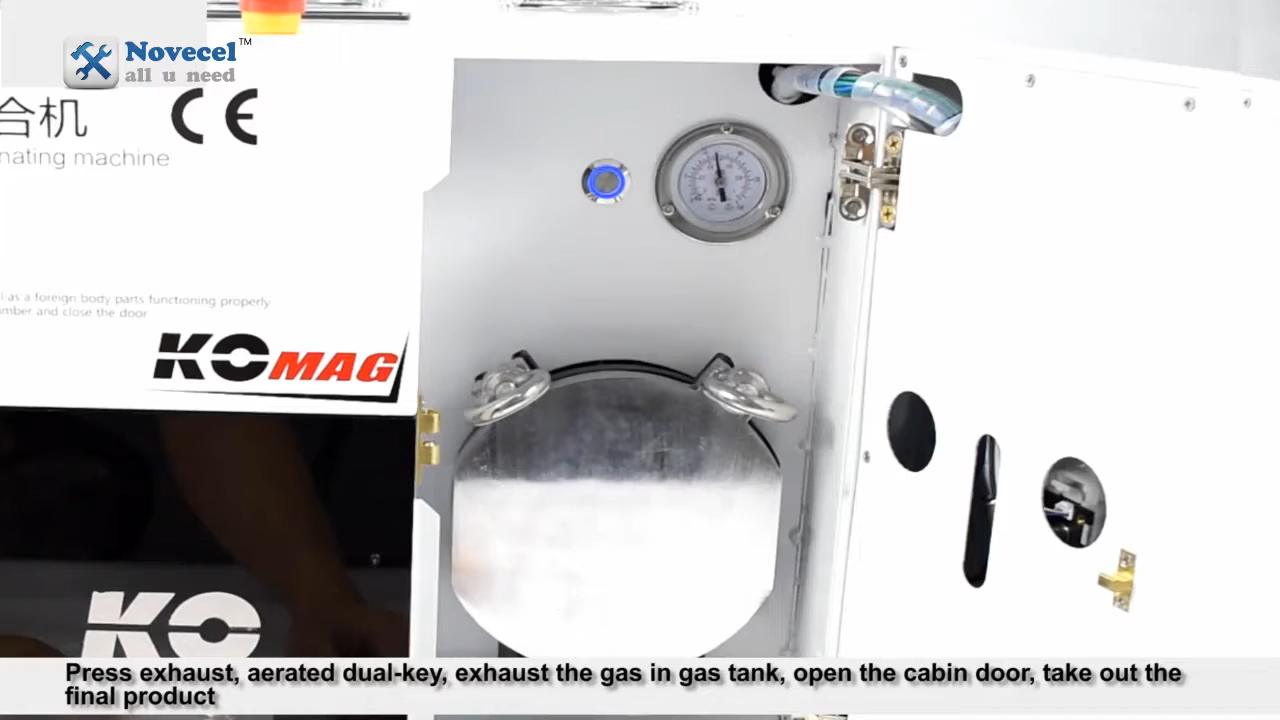 Novecel™
all u need
合机
CE
nating machine
l as a foreign body parts functioning properly
mber and close the door
KOMAG
KO
Press exhaust, aerated dual-key, exhaust the gas in gas tank, open the cabin door, take out the
final product